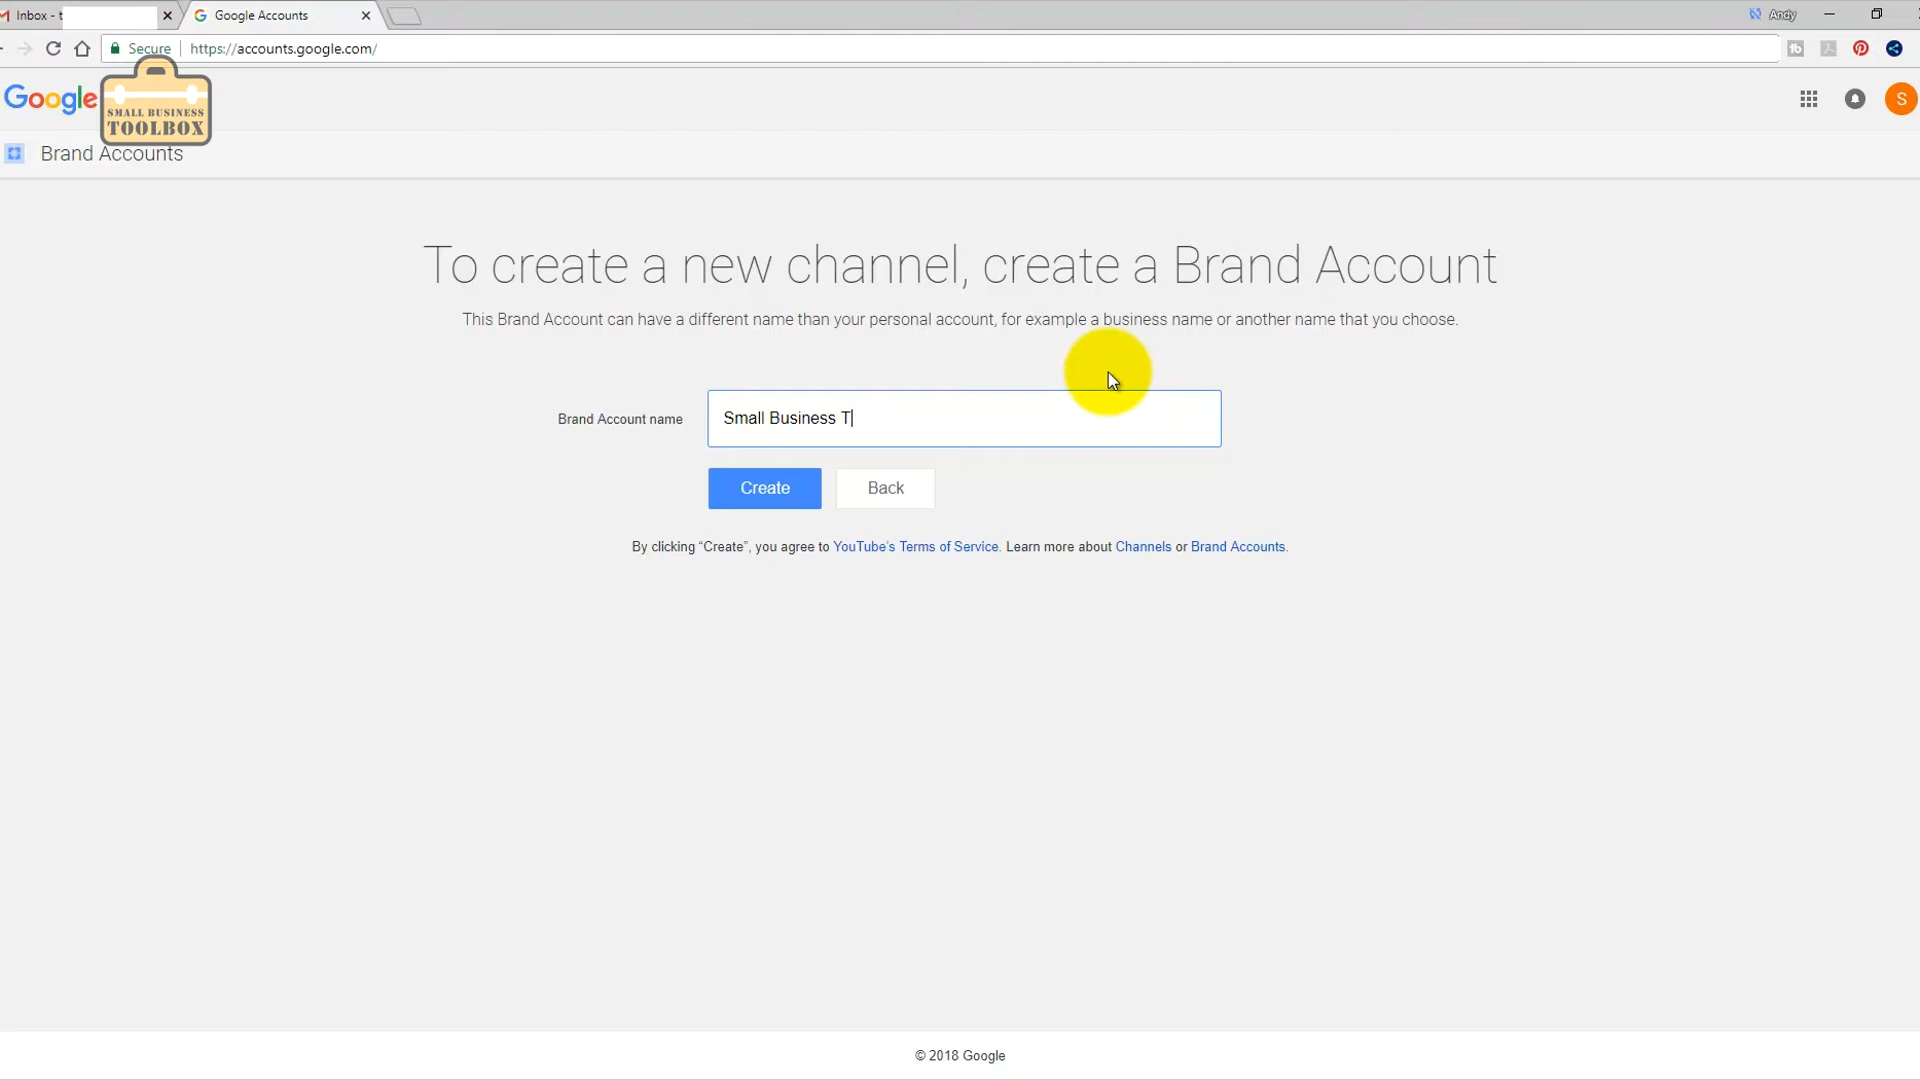 Inbox - t
Google Accounts
Andy
Secure
https://accounts.google.com/
Google
SMALL BUSINESS
TOOLBOX
S
Brand Accounts
To create a new channel, create a Brand Account
This Brand Account can have a different name than your personal account, for example a business name or another name that you choose.
Brand Account name
Small Business T
Create
Back
By clicking “Create”, you agree to YouTube’s Terms of Service. Learn more about Channels or Brand Accounts.
© 2018 Google